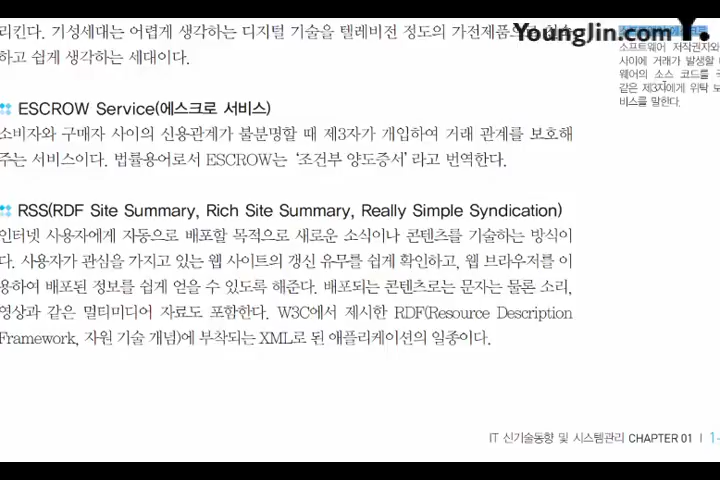 리킨다. 기성세대는 어렵게 생각하는 디지털 기술을 텔레비전 정도의 가전제품으로
하고 쉽게 생각하는 세대이다.
ESCROW Service(에스크로 서비스)
소비자와 구매자 사이의 신용관계가 불분명할 때 제3자가 개입하여 거래 관계를 보호해
주는 서비스이다. 법률용어로서 ESCROW는 ‘조건부 양도증서’라고 번역한다.
RSS(RDF Site Summary, Rich Site Summary, Really Simple Syndication)
인터넷 사용자에게 자동으로 배포할 목적으로 새로운 소식이나 콘텐츠를 기술하는 방식이
다. 사용자가 관심을 가지고 있는 웹 사이트의 갱신 유무를 쉽게 확인하고, 웹 브라우저를 이
용하여 배포된 정보를 쉽게 얻을 수 있도록 해준다. 배포되는 콘텐츠로는 문자는 물론 소리,
영상과 같은 멀티미디어 자료도 포함한다. W3C에서 제시한 RDF(Resource Description
Framework, 자원 기술 개념)에 부착되는 XML로 된 애플리케이션의 일종이다.
YoungJin.com Y.
소프트웨어 저작권자와
사이에 거래가 발생할
웨어의 소스 코드를
같은 제3자에게 위탁 보
비스를 말한다.
IT 신기술동향 및 시스템관리 CHAPTER 01 | 1-